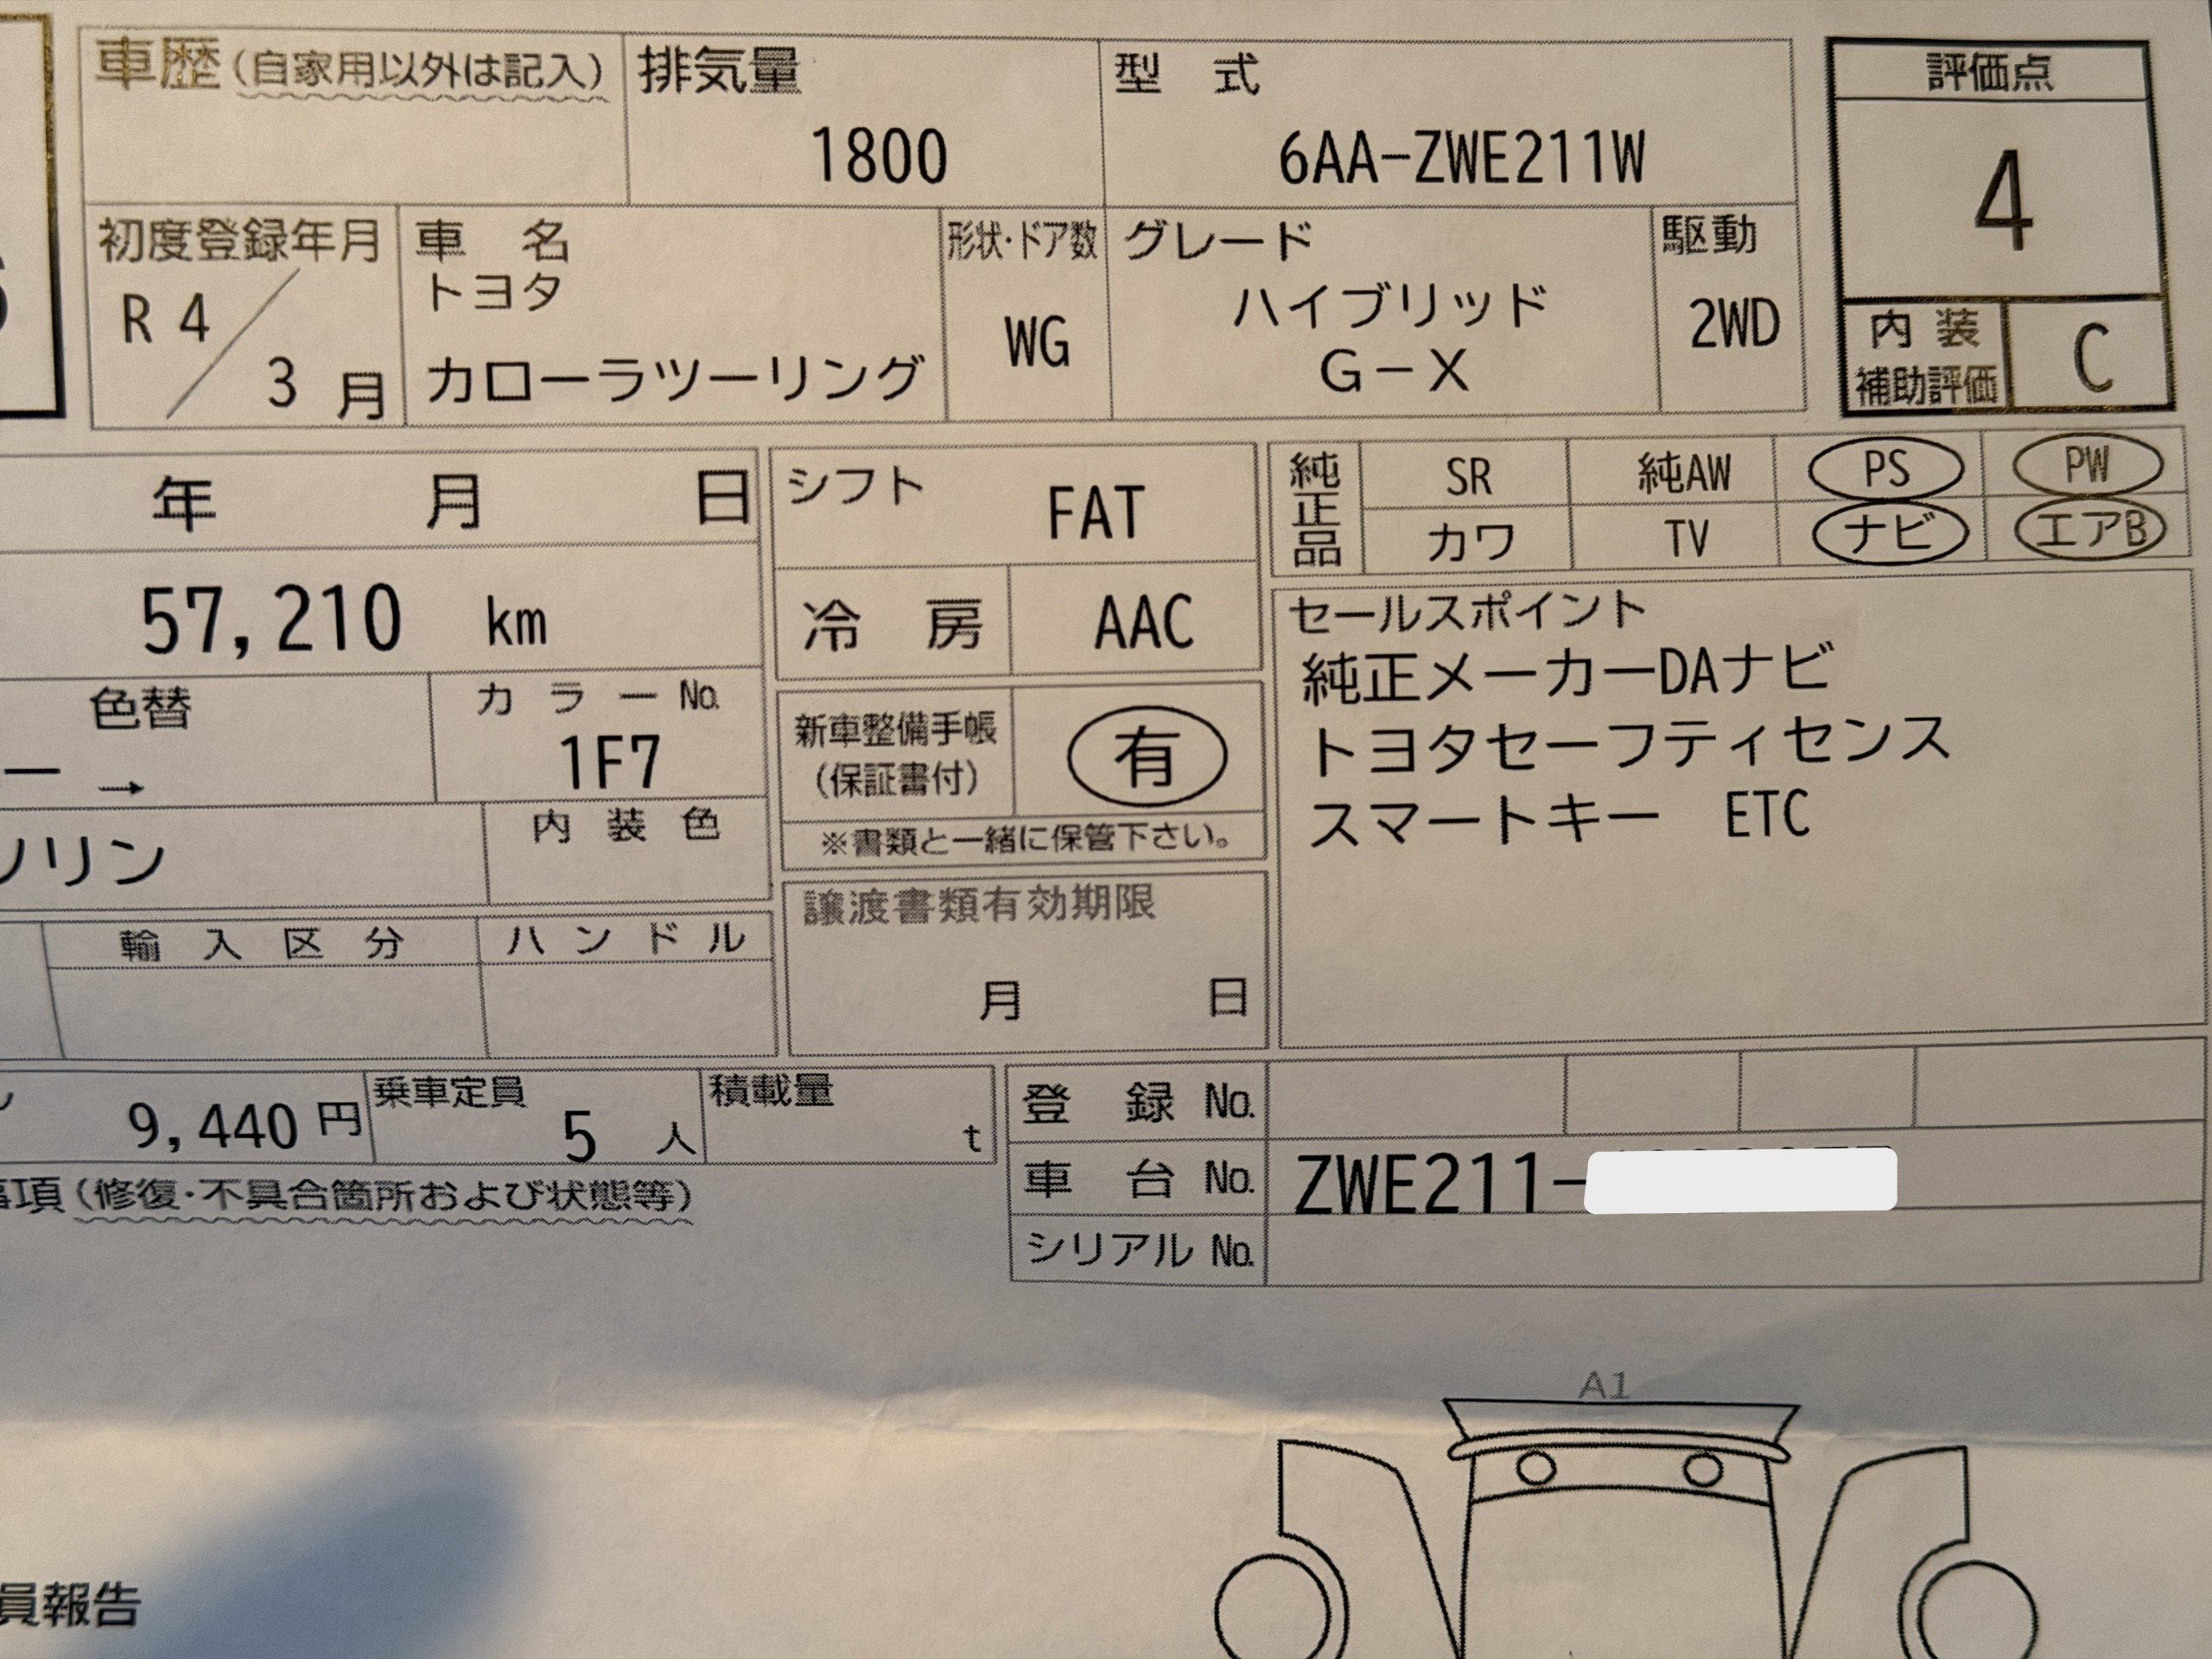 車歴(自家用以外は記入)
排気量
1800
型 式
6AA-ZWE211W
評価点
4
内 装
補助評価
C
初度登録年月
R 4
3 月
車 名
トヨタ
カローラツーリング
形状・ドア数
WG
グレード
ハイブリッド
G-X
駆動
2WD
年 月 日
57,210 km
色替
ー →
カ ラ ー No.
1F7
内 装 色
ソリン
輸 入 区 分
ハ ン ド ル
シフト
FAT
冷 房
AAC
新車整備手帳
(保証書付)
有
※書類と一緒に保管下さい。
譲渡書類有効期限
月 日
純正品
SR 純AW PS PW
カワ TV ナビ エアB
セールスポイント
純正メーカーDAナビ
トヨタセーフティセンス
スマートキー ETC
9,440 円
乗車定員
5 人
積載量
t
登 録 No.
車 台 No.
ZWE211-
シリアル No.
事項(修復・不具合箇所および状態等)
A1
員報告